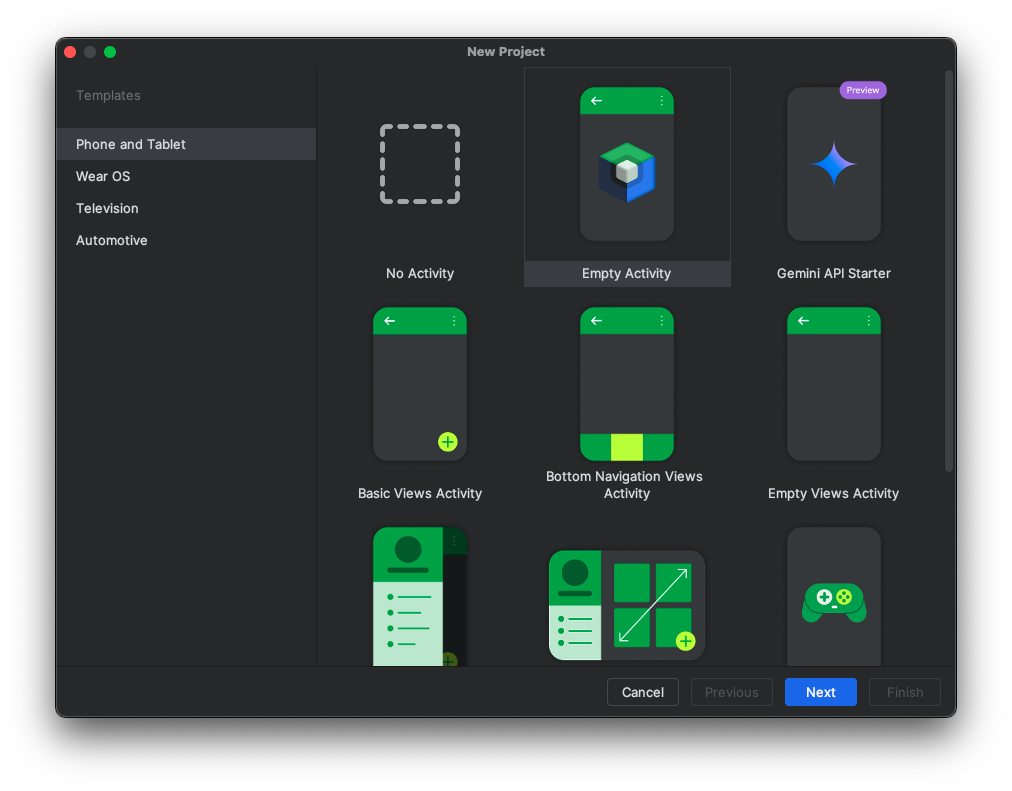 New Project
Templates
Phone and Tablet
Wear OS
Television
Automotive
No Activity
Empty Activity
Preview
Gemini API Starter
Basic Views Activity
Bottom Navigation Views
Activity
Empty Views Activity
Cancel
Previous
Next
Finish